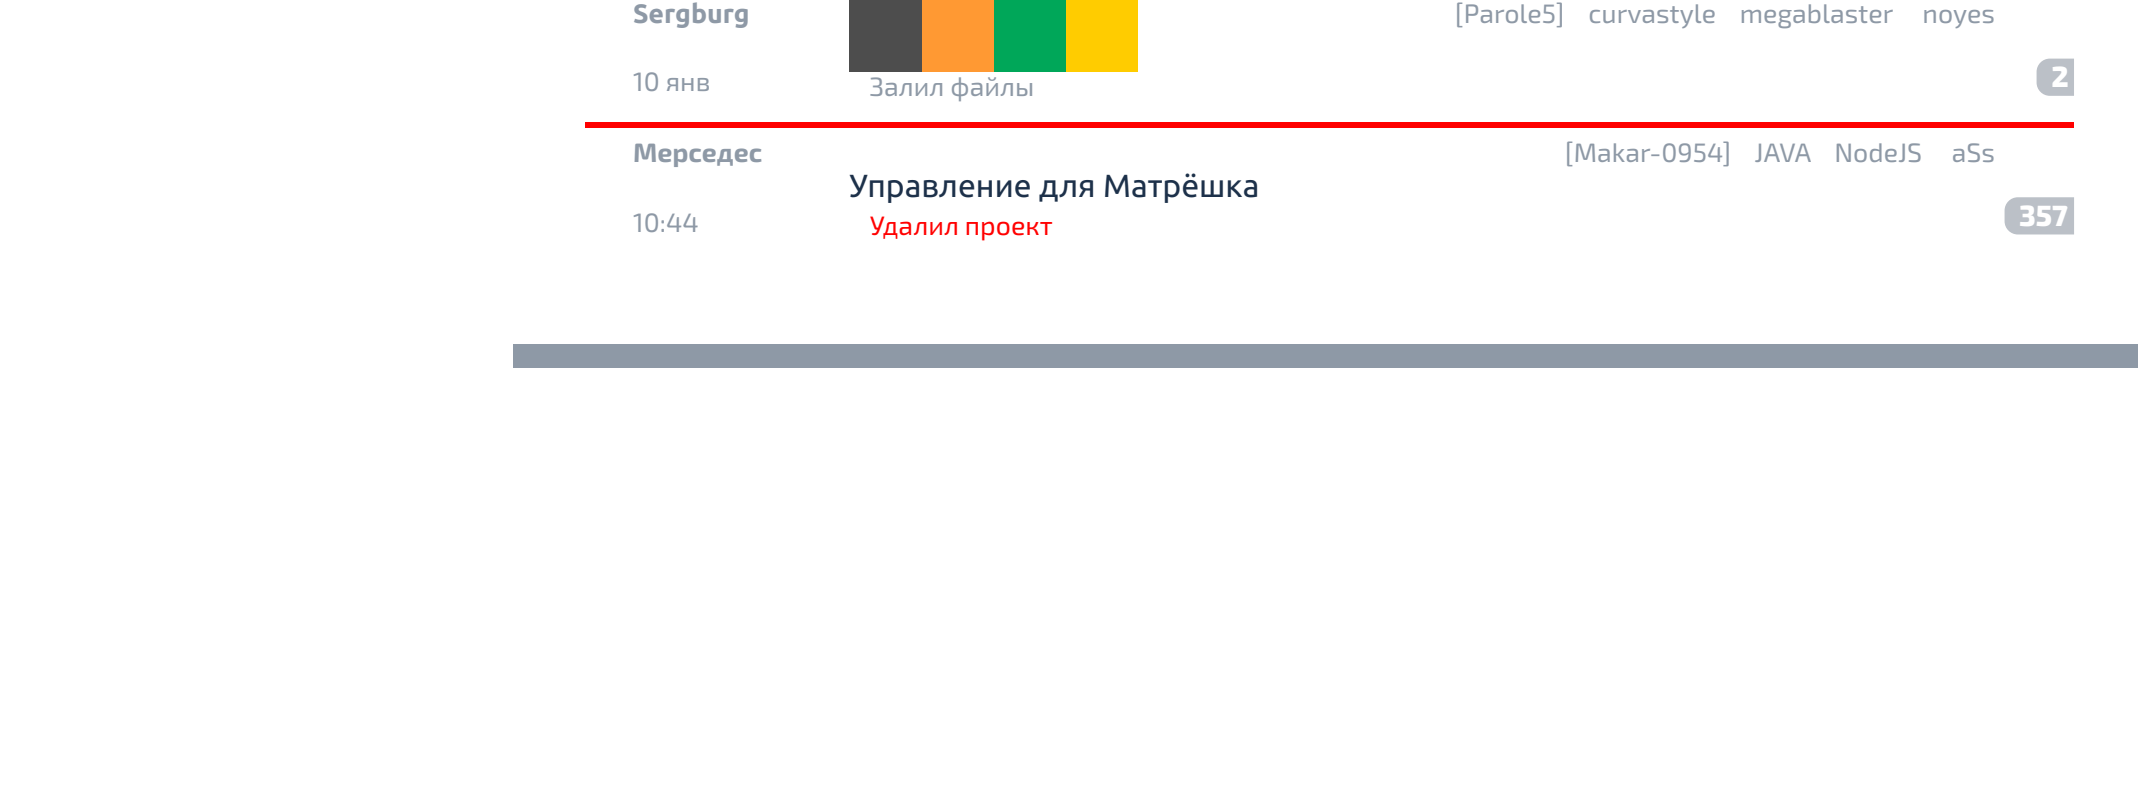 Sergburg [Parole5] curvastyle megablaster noyes
10 янв Залил файлы 2
Мерседес [Makar-0954] JAVA NodeJS aSs
Управление для Матрёшка
10:44 Удалил проект 357